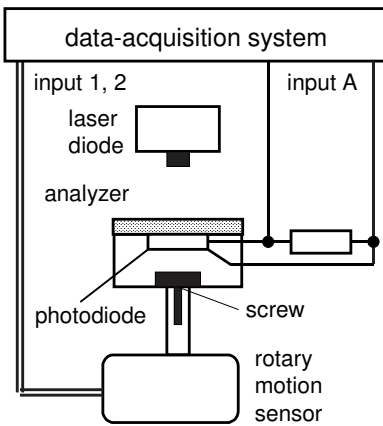 data-acquisition system
input 1, 2
input A
laser
diode
analyzer
photodiode
screw
rotary
motion
sensor